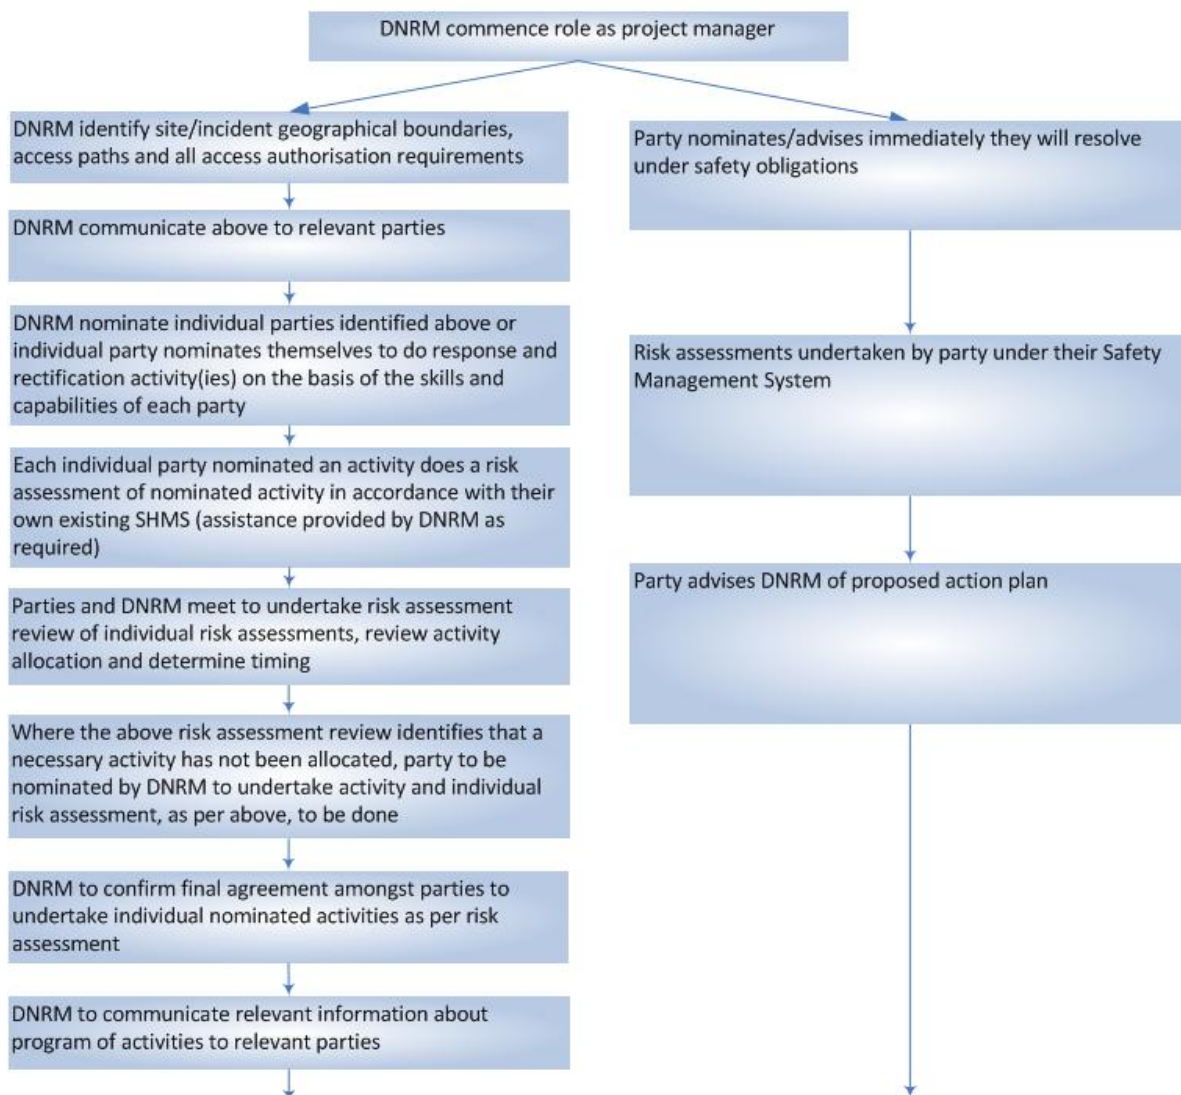 DNRM commence role as project manager
DNRM identify site/incident geographical boundaries,
access paths and all access authorisation requirements
DNRM communicate above to relevant parties
DNRM nominate individual parties identified above or
individual party nominates themselves to do response and
rectification activity(ies) on the basis of the skills and
capabilities of each party
Each individual party nominated an activity does a risk
assessment of nominated activity in accordance with their
own existing SHMS (assistance provided by DNRM as
required)
Parties and DNRM meet to undertake risk assessment
review of individual risk assessments, review activity
allocation and determine timing
Where the above risk assessment review identifies that a
necessary activity has not been allocated, party to be
nominated by DNRM to undertake activity and individual
risk assessment, as per above, to be done
DNRM to confirm final agreement amongst parties to
undertake individual nominated activities as per risk
assessment
DNRM to communicate relevant information about
program of activities to relevant parties
Party nominates/advises immediately they will resolve
under safety obligations
Risk assessments undertaken by party under their Safety
Management System
Party advises DNRM of proposed action plan